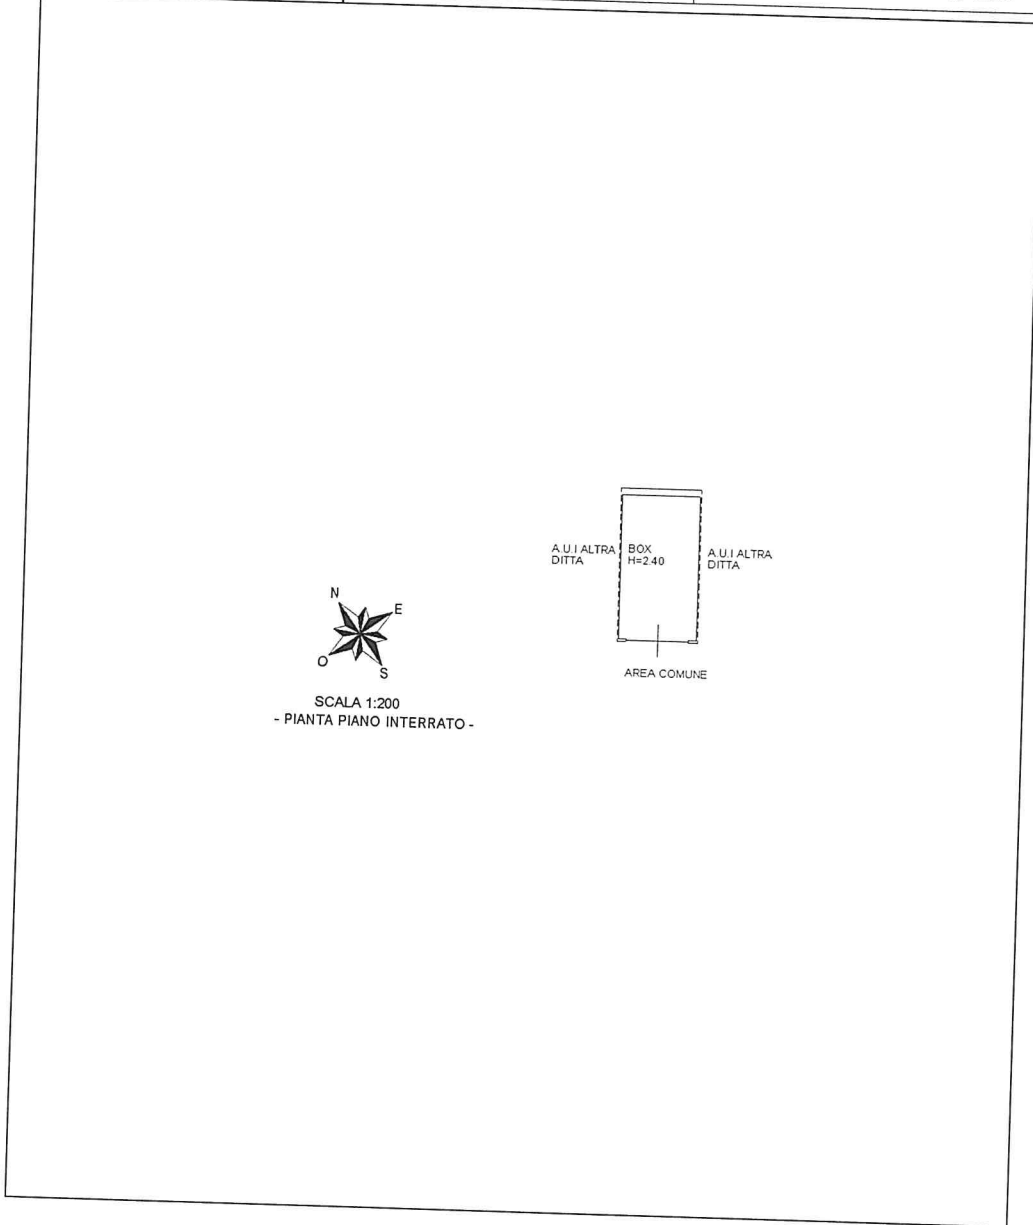 A.U.I ALTRA
DITTA
BOX
H=2.40
A.U.I ALTRA
DITTA
N
E
O
S
AREA COMUNE
SCALA 1:200
- PIANTA PIANO INTERRATO -